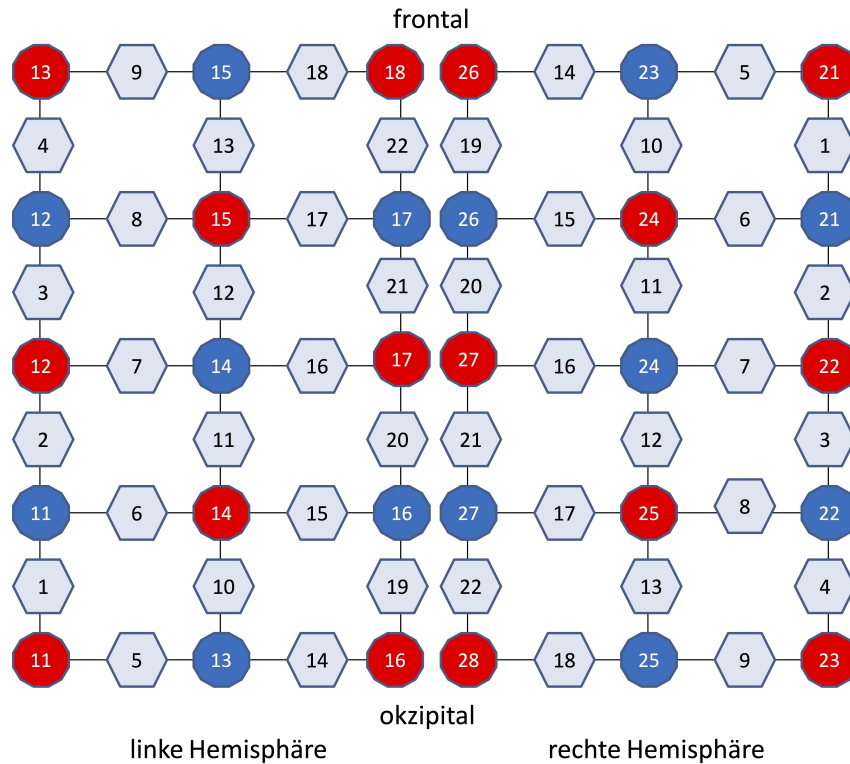 frontal
13 9 15 18 18 26 14 23 5 21
4 13 22 19 10 1
12 8 15 17 17 26 15 24 6 21
3 12 21 20 11 2
12 7 14 16 17 27 16 24 7 22
2 11 20 21 12 3
11 6 14 15 16 27 17 25 8 22
1 10 19 22 13 4
11 5 13 14 16 28 18 25 9 23
okzipital
linke Hemisphäre rechte Hemisphäre